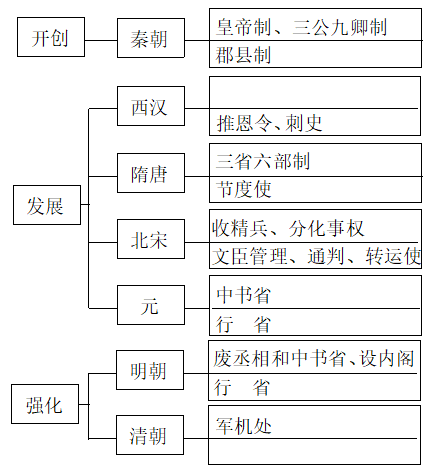 开创
秦朝
皇帝制、三公九卿制
郡县制
发展
西汉
推恩令、刺史
隋唐
三省六部制
节度使
北宋
收精兵、分化事权
文臣管理、通判、转运使
元
中书省
行 省
强化
明朝
废丞相和中书省、设内阁
行 省
清朝
军机处